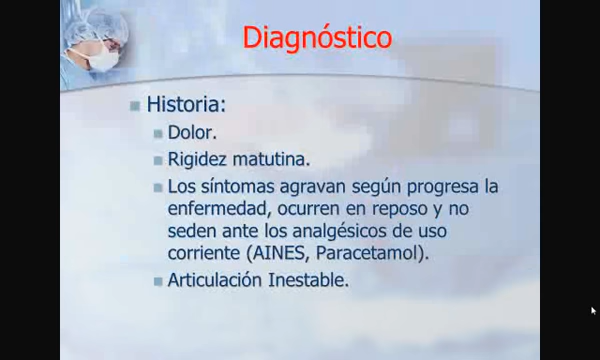 Diagnóstico
Historia:
Dolor.
Rigidez matutina.
Los síntomas agravan según progresa la
enfermedad, ocurren en reposo y no
seden ante los analgésicos de uso
corriente (AINES, Paracetamol).
Articulación Inestable.